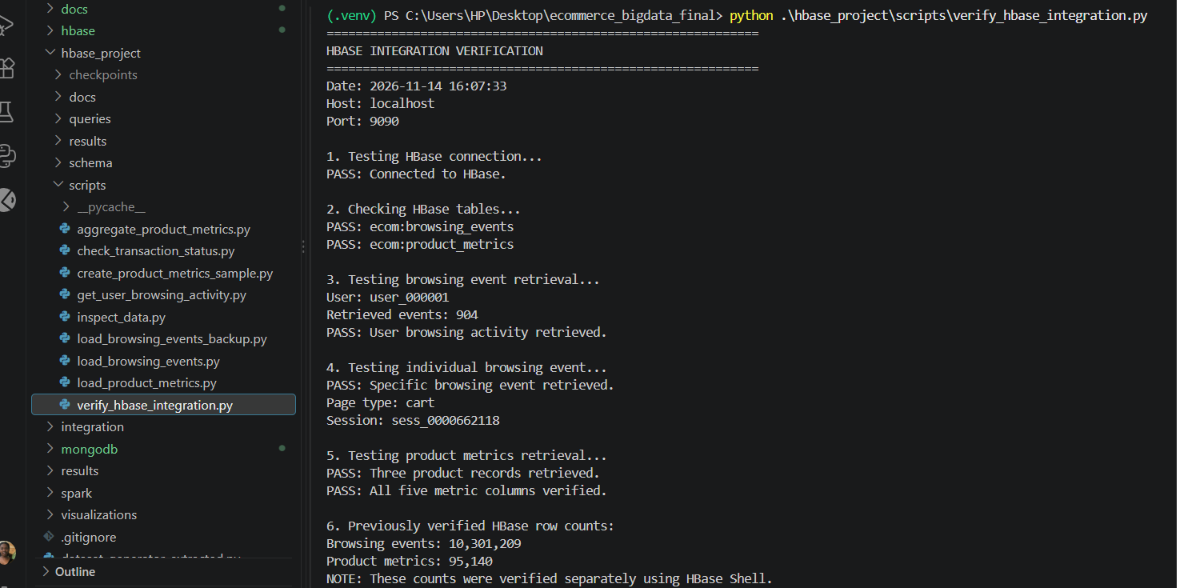 docs
hbase
hbase_project
checkpoints
docs
queries
results
schema
scripts
__pycache__
aggregate_product_metrics.py
check_transaction_status.py
create_product_metrics_sample.py
get_user_browsing_activity.py
inspect_data.py
load_browsing_events_backup.py
load_browsing_events.py
load_product_metrics.py
verify_hbase_integration.py
integration
mongodb
results
spark
visualizations
.gitignore
Outline
(.venv) PS C:\Users\HP\Desktop\ecommerce_bigdata_final> python .\hbase_project\scripts\verify_hbase_integration.py
============================================================
HBASE INTEGRATION VERIFICATION
============================================================
Date: 2026-11-14 16:07:33
Host: localhost
Port: 9090
1. Testing HBase connection...
PASS: Connected to HBase.
2. Checking HBase tables...
PASS: ecom:browsing_events
PASS: ecom:product_metrics
3. Testing browsing event retrieval...
User: user_000001
Retrieved events: 904
PASS: User browsing activity retrieved.
4. Testing individual browsing event...
PASS: Specific browsing event retrieved.
Page type: cart
Session: sess_0000662118
5. Testing product metrics retrieval...
PASS: Three product records retrieved.
PASS: All five metric columns verified.
6. Previously verified HBase row counts:
Browsing events: 10,301,209
Product metrics: 95,140
NOTE: These counts were verified separately using HBase Shell.